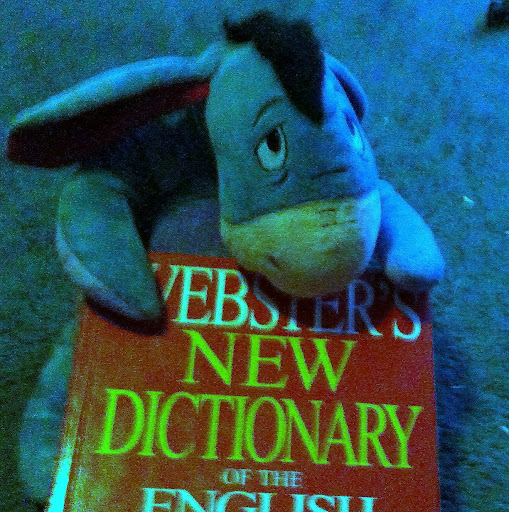 WEBSTER'S
NEW
DICTIONARY
OF THE
ENGLISH